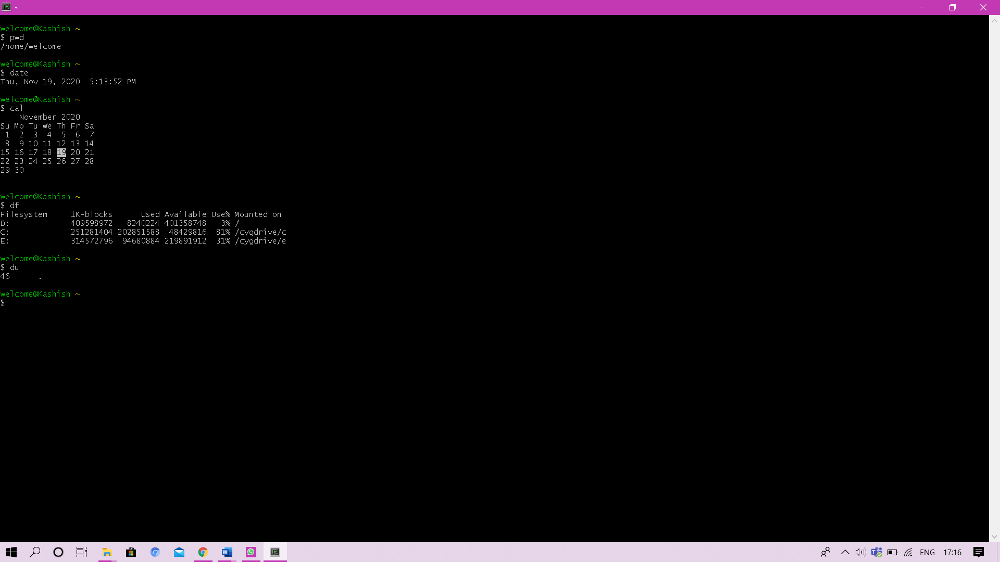 ~
welcome@Kashish ~
$ pwd
/home/welcome
welcome@Kashish ~
$ date
Thu, Nov 19, 2020  5:13:52 PM
welcome@Kashish ~
$ cal
    November 2020
Su Mo Tu We Th Fr Sa
 1  2  3  4  5  6  7
 8  9 10 11 12 13 14
15 16 17 18 19 20 21
22 23 24 25 26 27 28
29 30
welcome@Kashish ~
$ df
Filesystem     1K-blocks      Used Available Use% Mounted on
D:             409598972   8240224 401358748   3% /
C:             251281404 202851588  48429816  81% /cygdrive/c
E:             314572796  94680884 219891912  31% /cygdrive/e
welcome@Kashish ~
$ du
46      .
welcome@Kashish ~
$
ENG 17:16